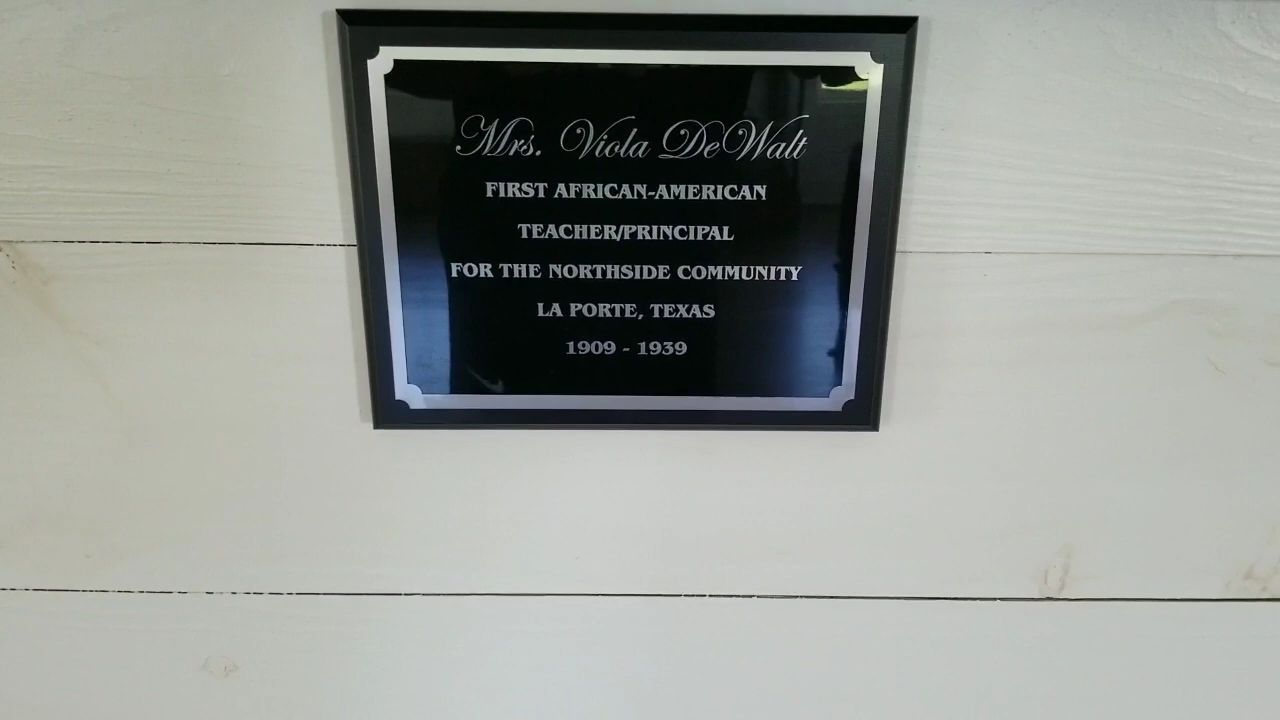 Mrs. Viola DeWalt
FIRST AFRICAN-AMERICAN
TEACHER/PRINCIPAL
FOR THE NORTHSIDE COMMUNITY
LA PORTE, TEXAS
1909 - 1939